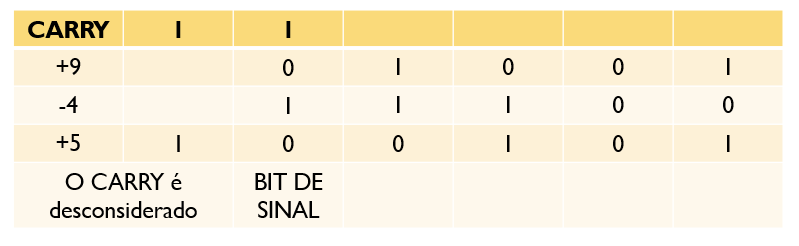 CARRY 1 1
+9 0 1 0 0 1
-4 1 1 1 0 0
+5 1 0 0 1 0 1
O CARRY é desconsiderado
BIT DE SINAL